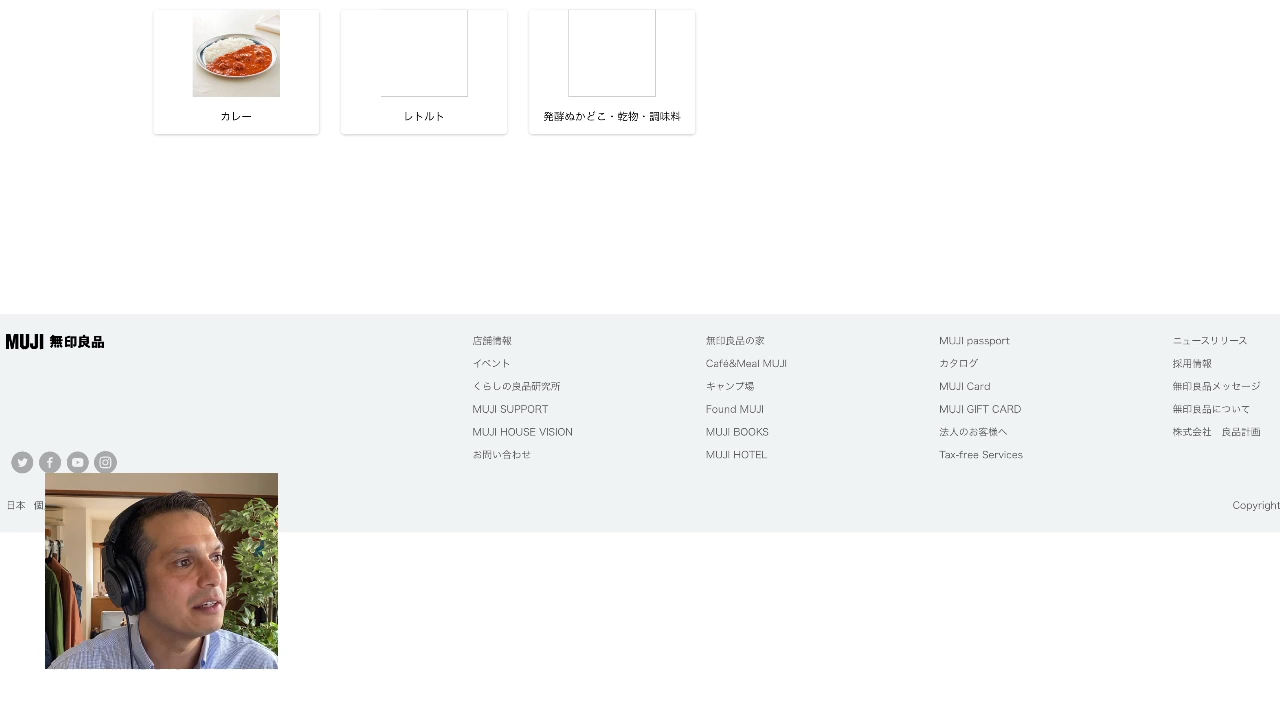 カレー
レトルト
発酵ぬかどこ・乾物・調味料
MUJI 無印良品
店舗情報
イベント
くらしの良品研究所
MUJI SUPPORT
MUJI HOUSE VISION
お問い合わせ
無印良品の家
Café&Meal MUJI
キャンプ場
Found MUJI
MUJI BOOKS
MUJI HOTEL
MUJI passport
カタログ
MUJI Card
MUJI GIFT CARD
法人のお客様へ
Tax-free Services
ニュースリリース
採用情報
無印良品メッセージ
無印良品について
株式会社　良品計画
日本 個
Copyright